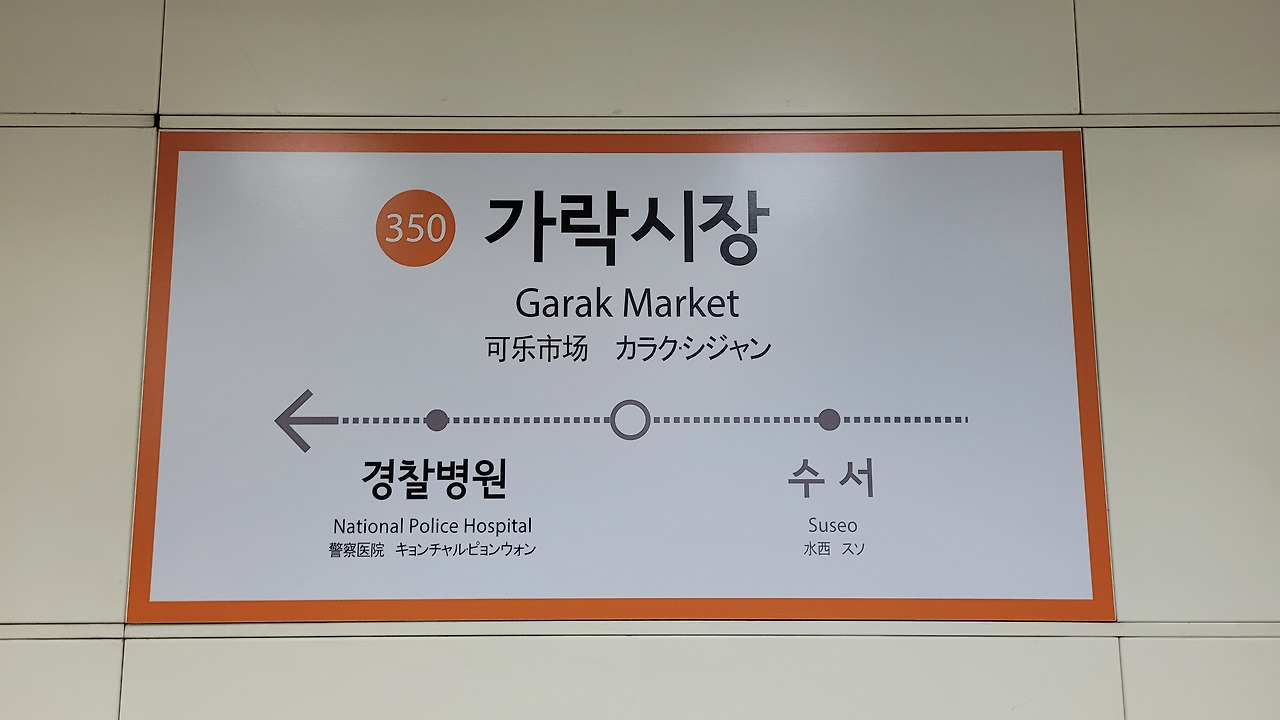 350 가락시장
Garak Market
可乐市场 カラク·シジャン
경찰병원 수 서
National Police Hospital Suseo
警察医院 キョンチャルピョンウォン 水西 スソ